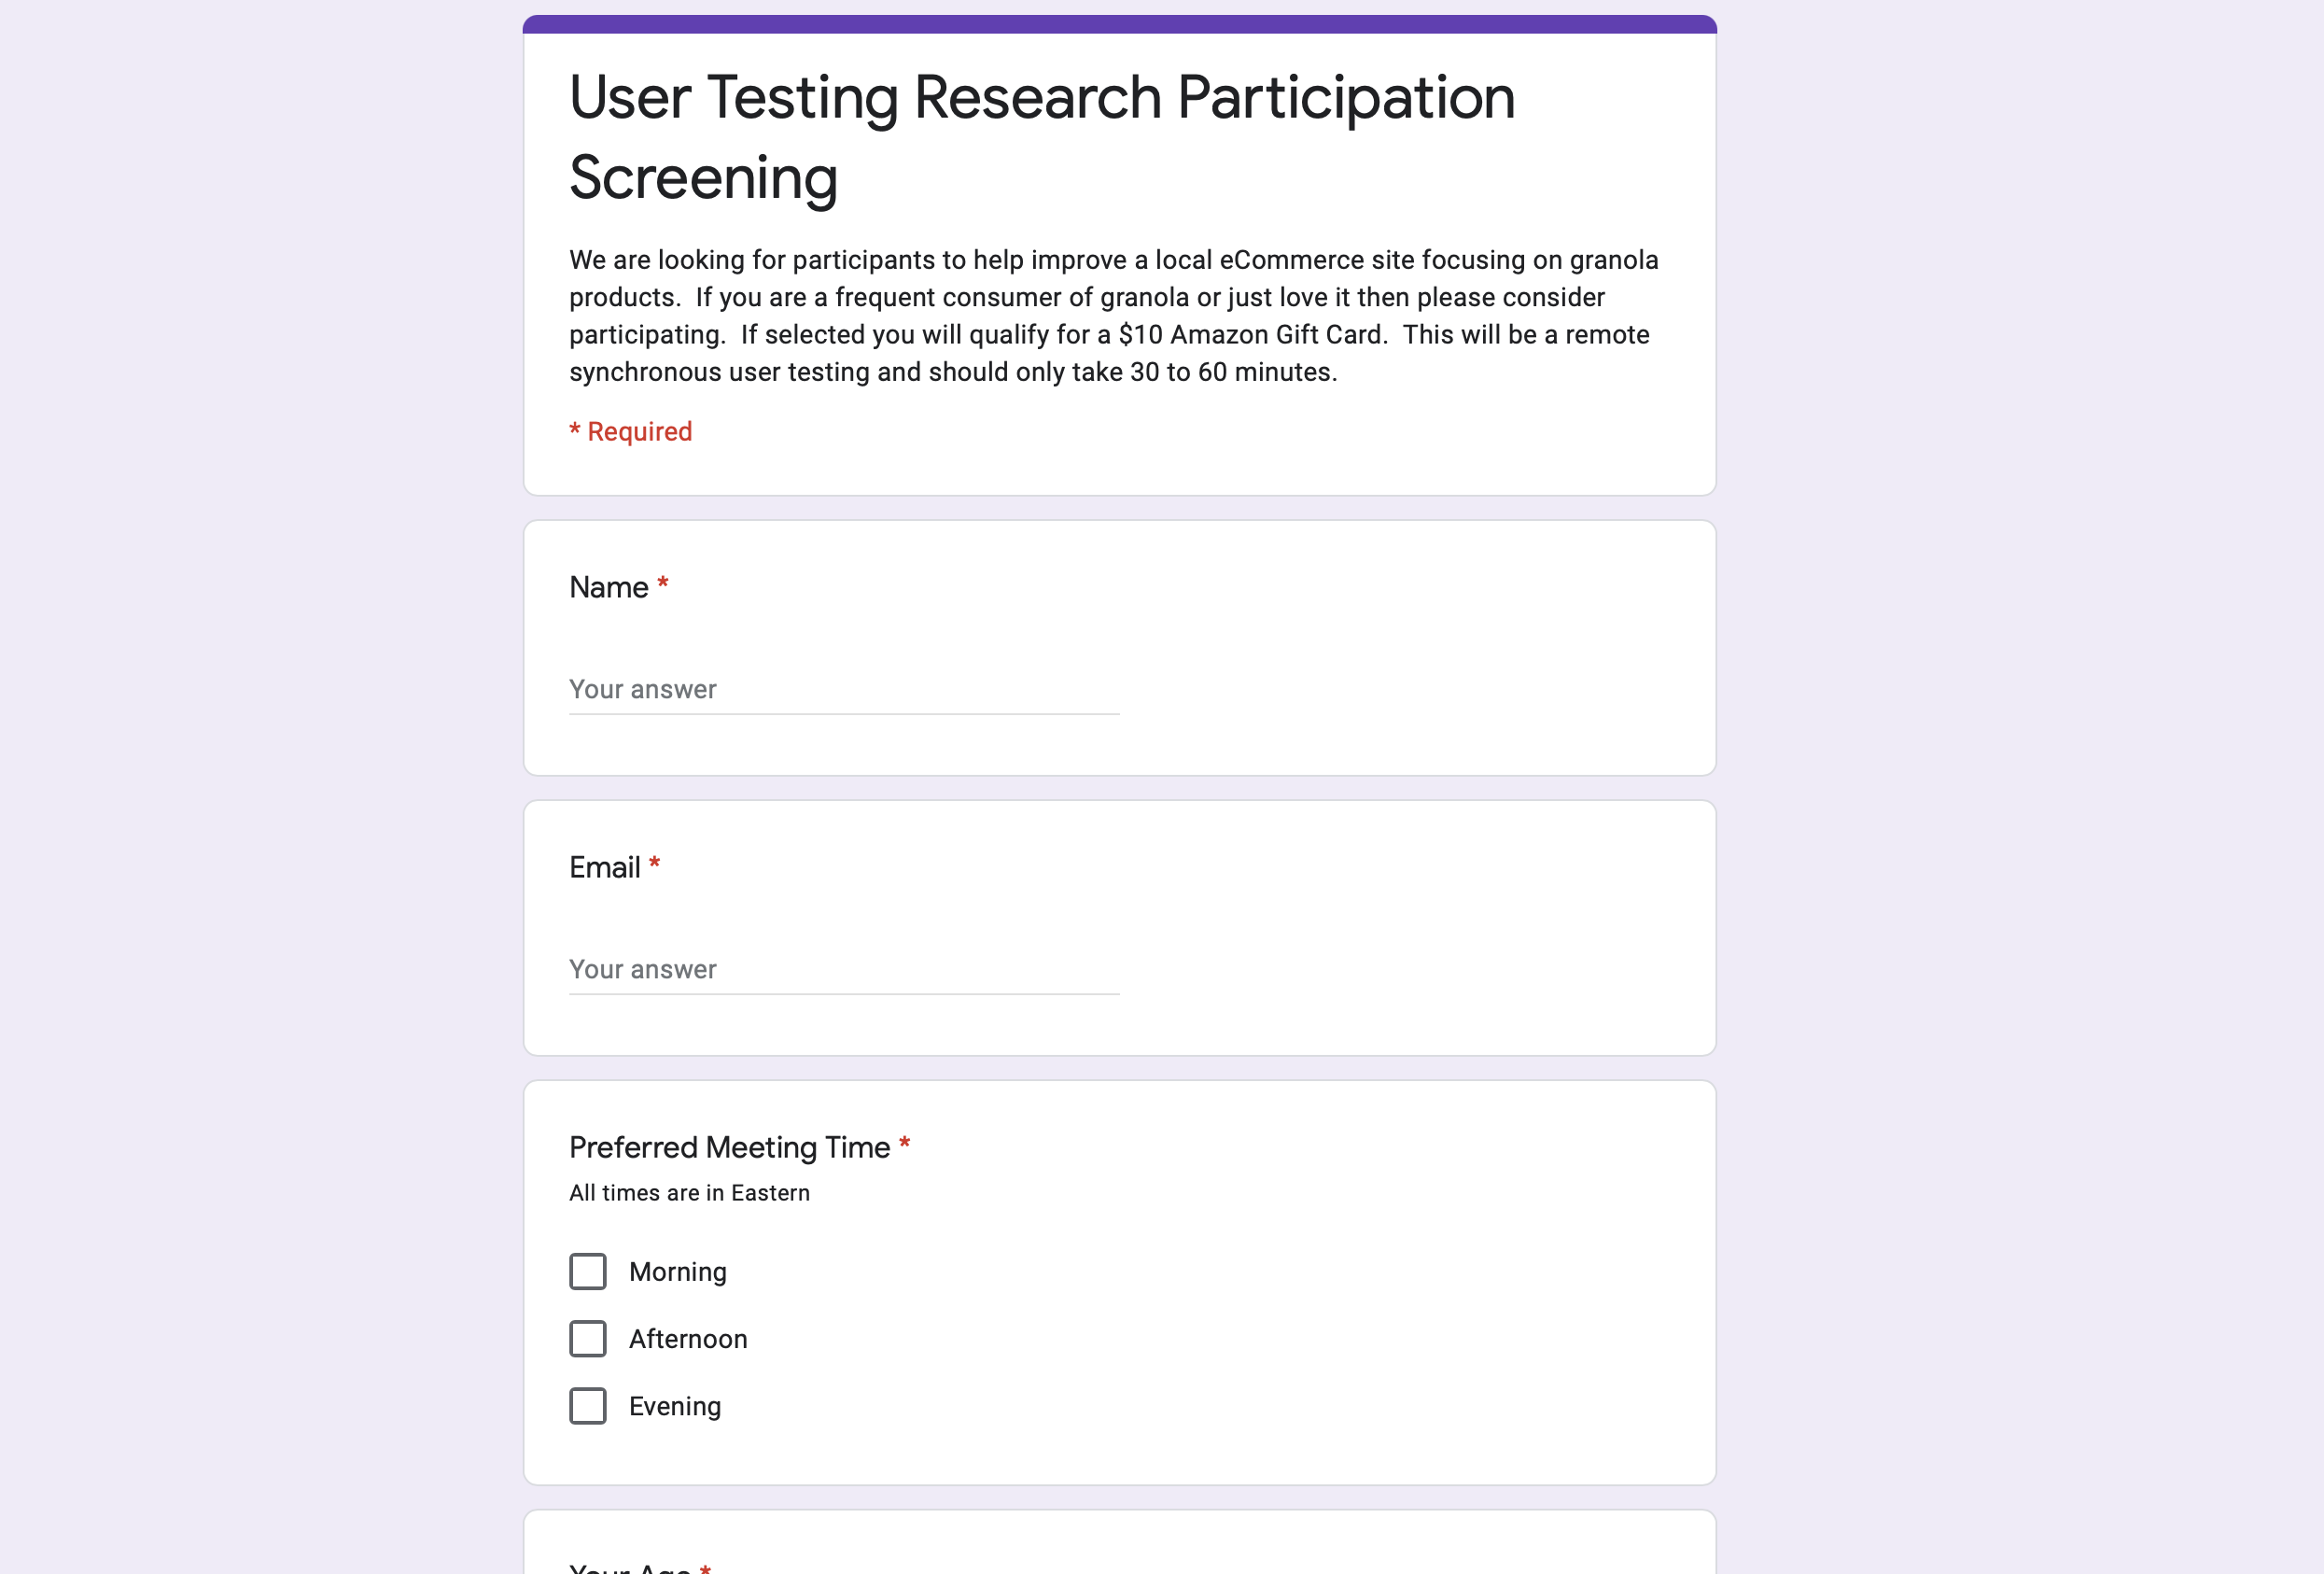 User Testing Research Participation
Screening
We are looking for participants to help improve a local eCommerce site focusing on granola
products.  If you are a frequent consumer of granola or just love it then please consider
participating.  If selected you will qualify for a $10 Amazon Gift Card.  This will be a remote
synchronous user testing and should only take 30 to 60 minutes.
* Required
Name *
Your answer
Email *
Your answer
Preferred Meeting Time *
All times are in Eastern
Morning
Afternoon
Evening
Your Age *